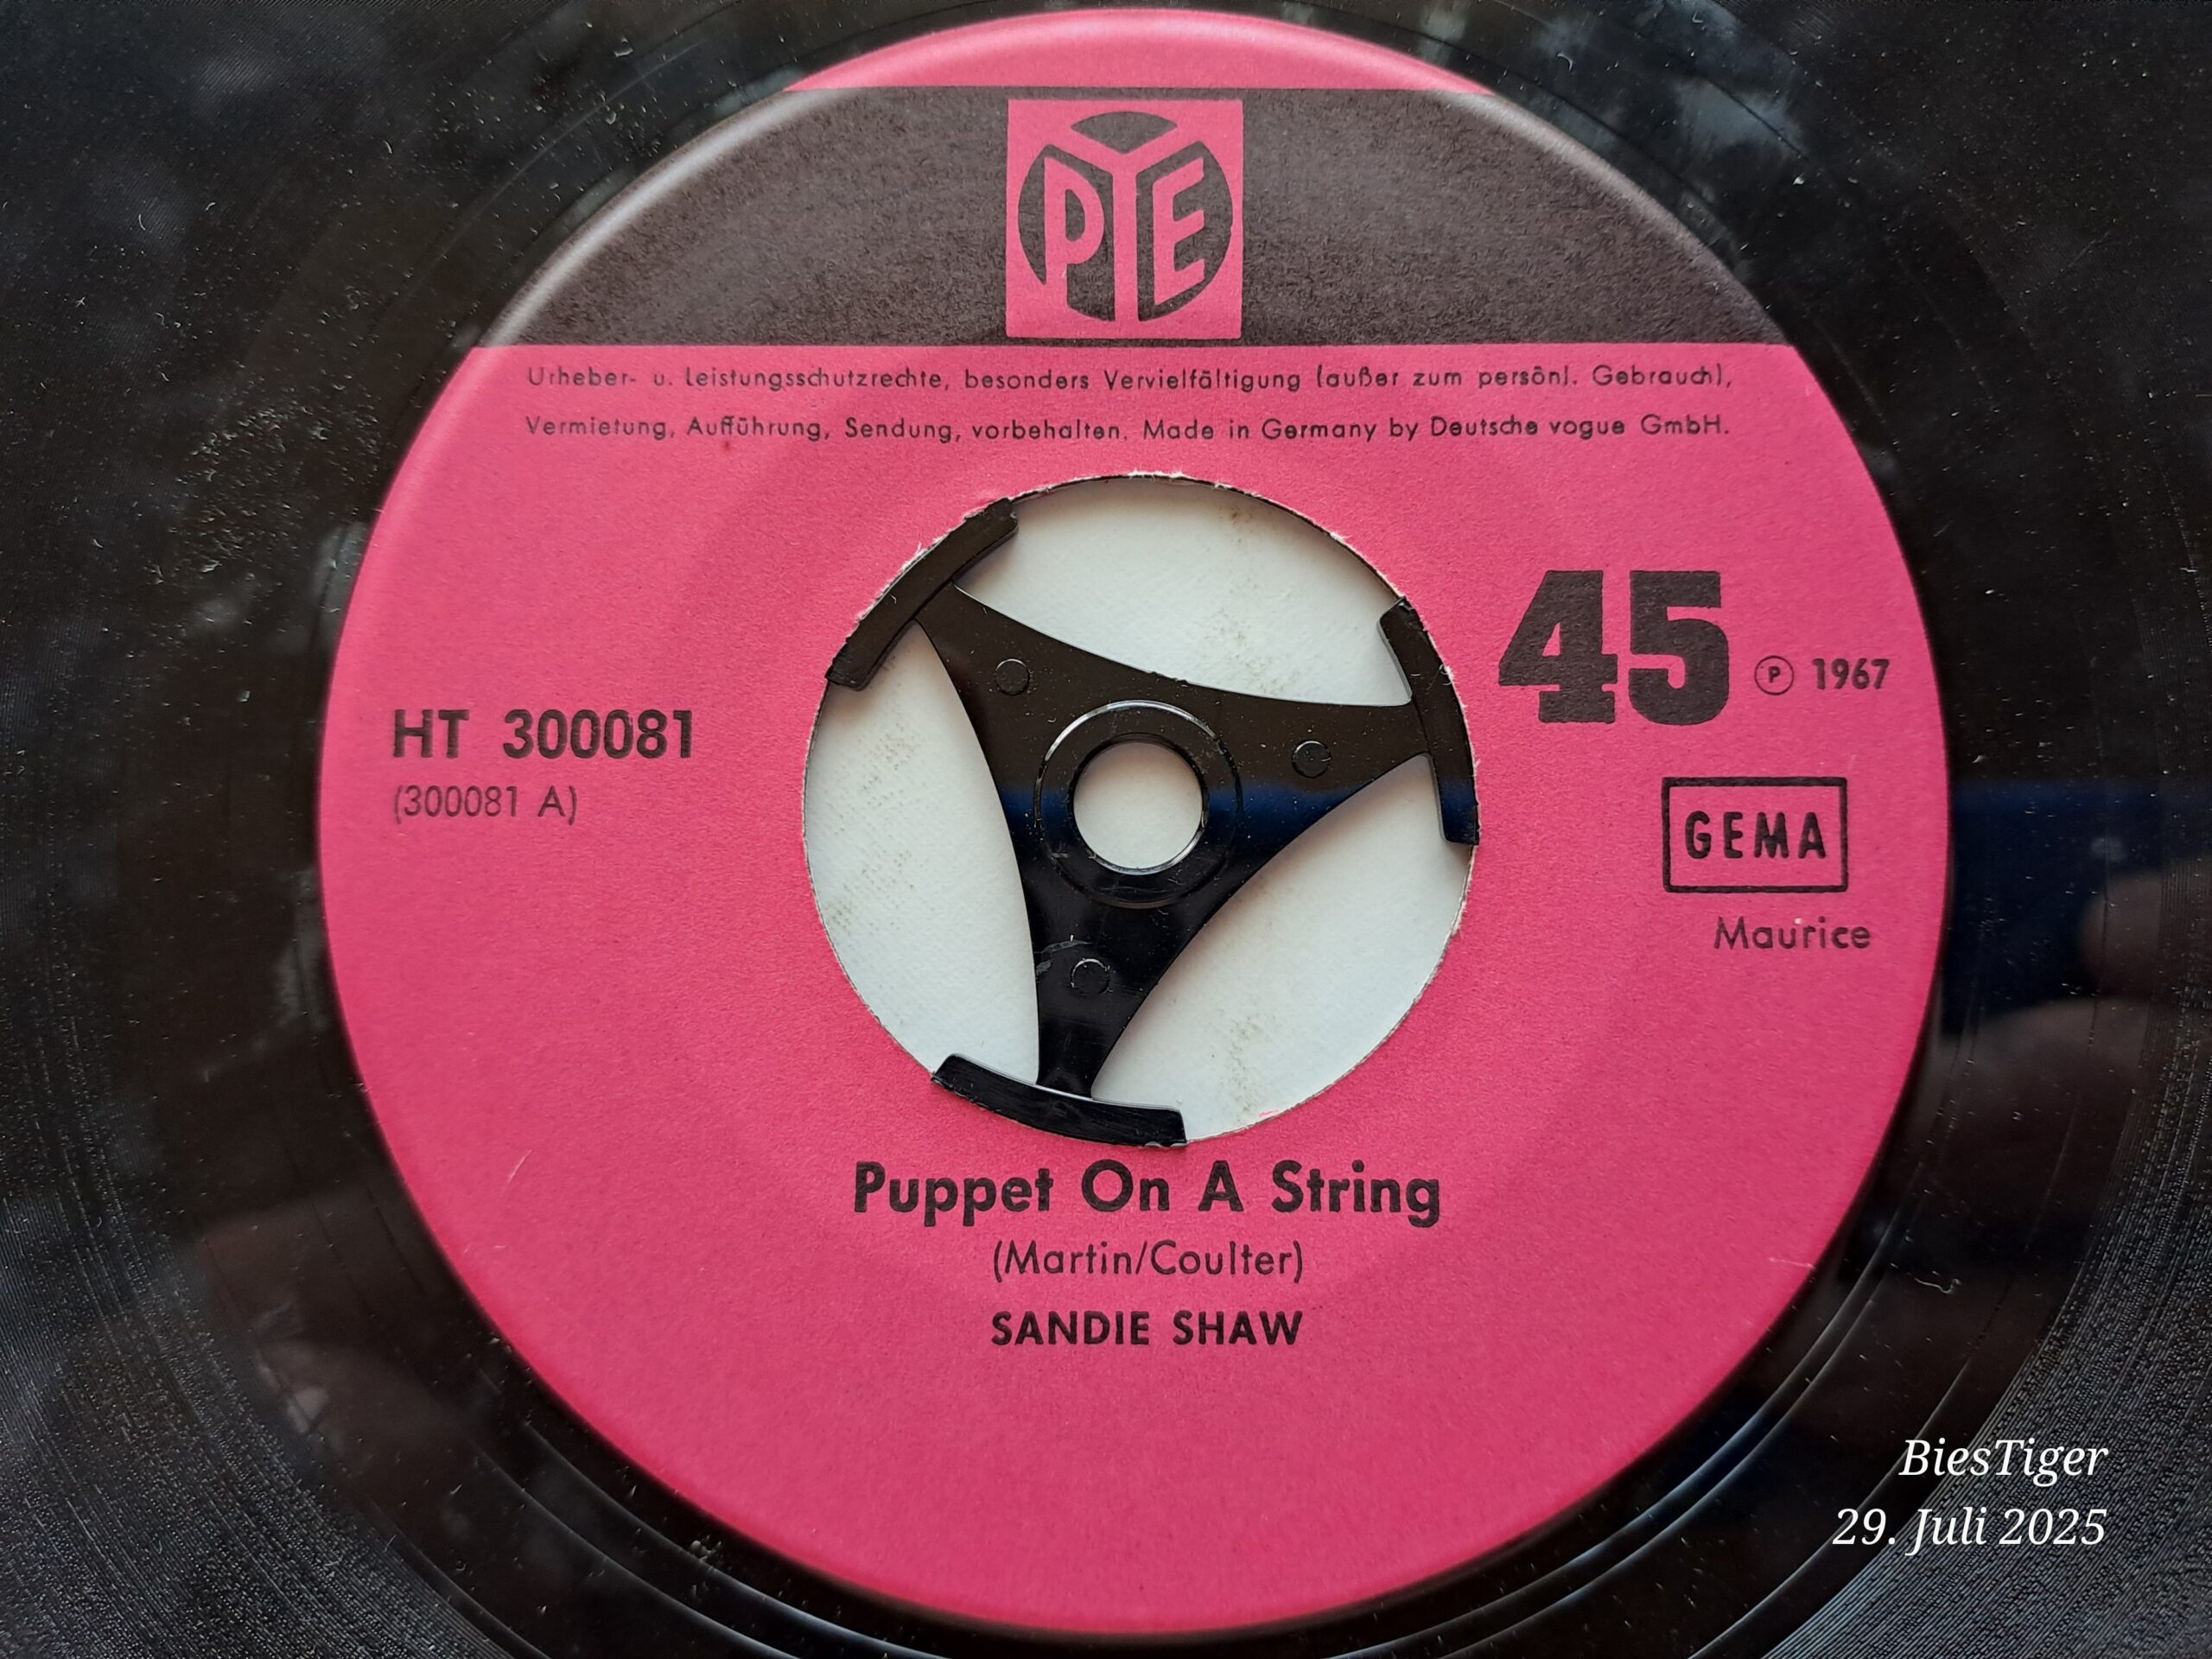 PYE
Urheber- u. Leistungsschutzrechte, besonders Vervielfältigung (außer zum persönl. Gebrauch),
Vermietung, Aufführung, Sendung, vorbehalten. Made in Germany by Deutsche vogue GmbH.
45 ℗ 1967
HT 300081
(300081 A)
GEMA
Maurice
Puppet On A String
(Martin/Coulter)
SANDIE SHAW
BiesTiger
29. Juli 2025